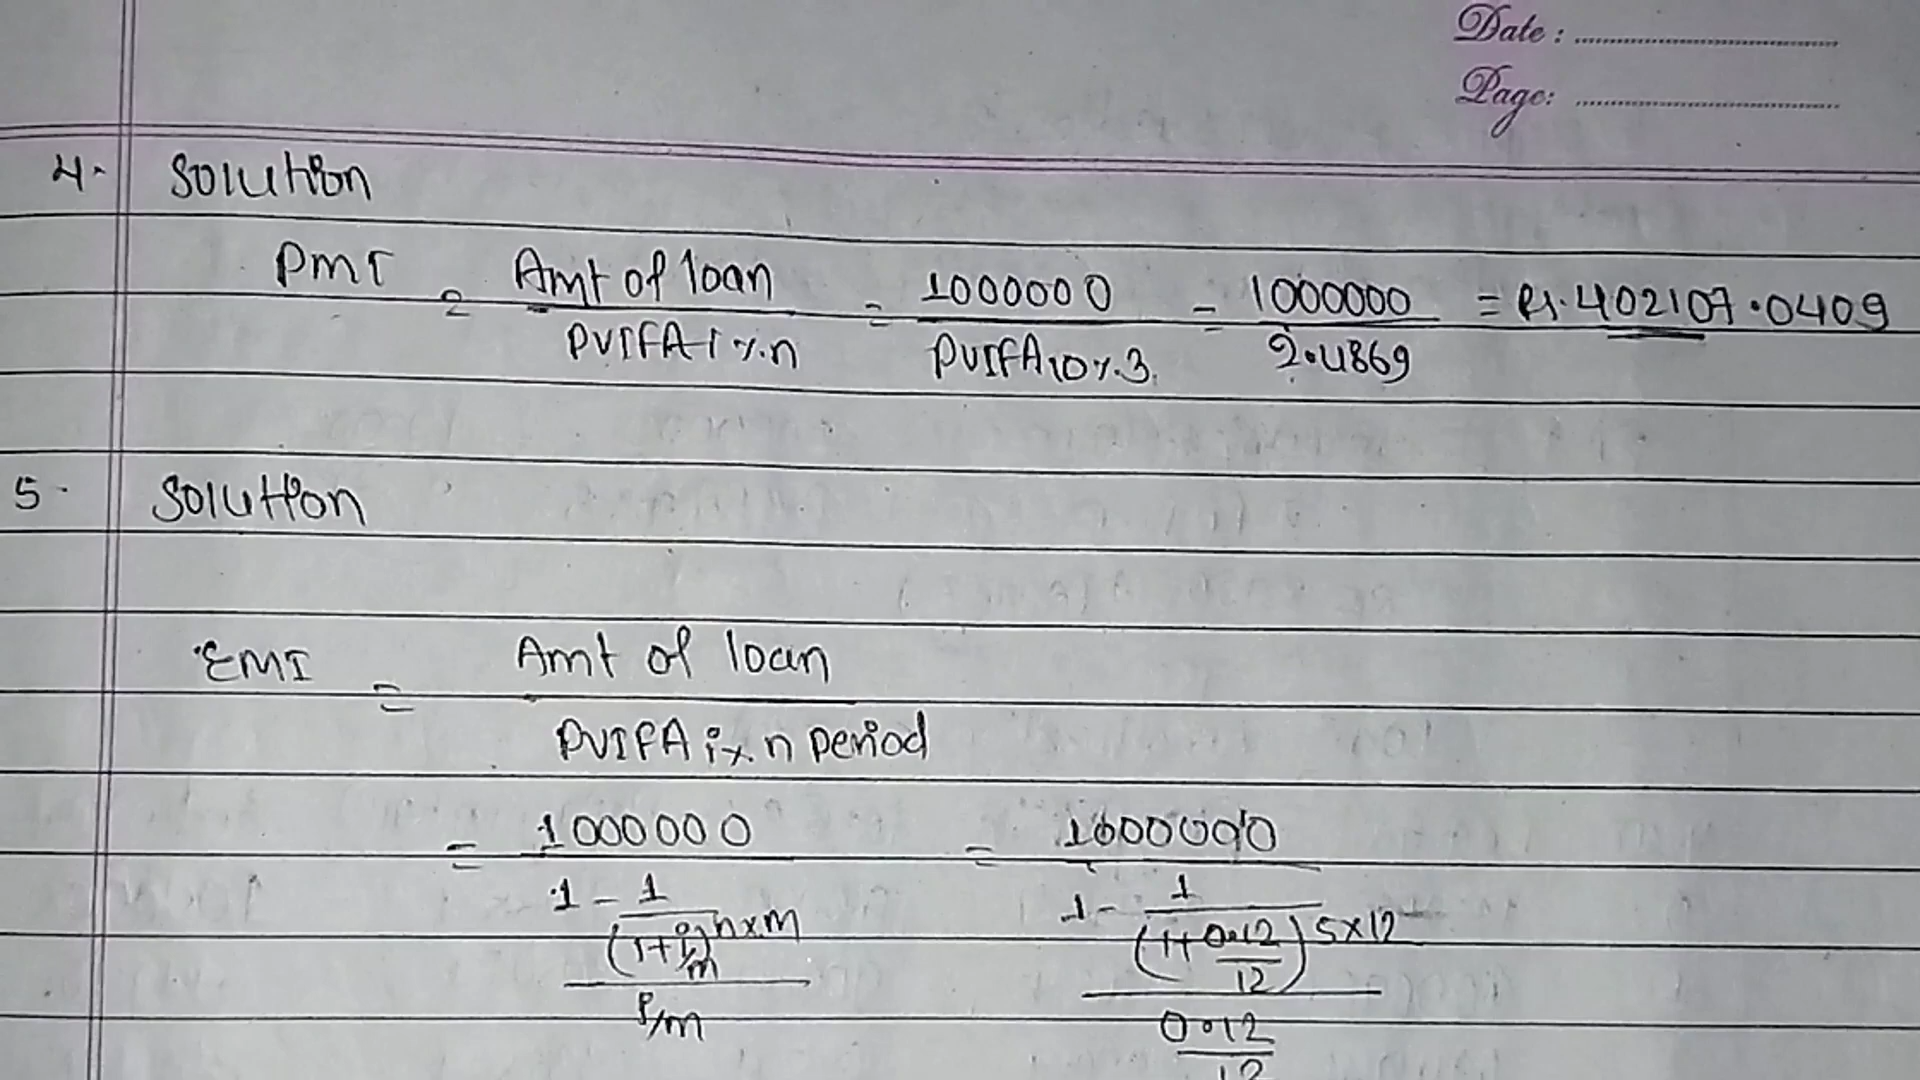 Date : ..........
Page: ..........
4. Solution
PMT = Amt of loan / PVIFA i%.n = 1000000 / PVIFA 10%.3. = 1000000 / 2.4869 = Rs.402107.0409
5. Solution
EMI = Amt of loan / PVIFA i%.n period
= 1000000 / ((1 - 1/(1+i/m)^n×m) / i/m) = 1000000 / ((1 - 1/(1+0.12/12)^5×12) / 0.12/12)